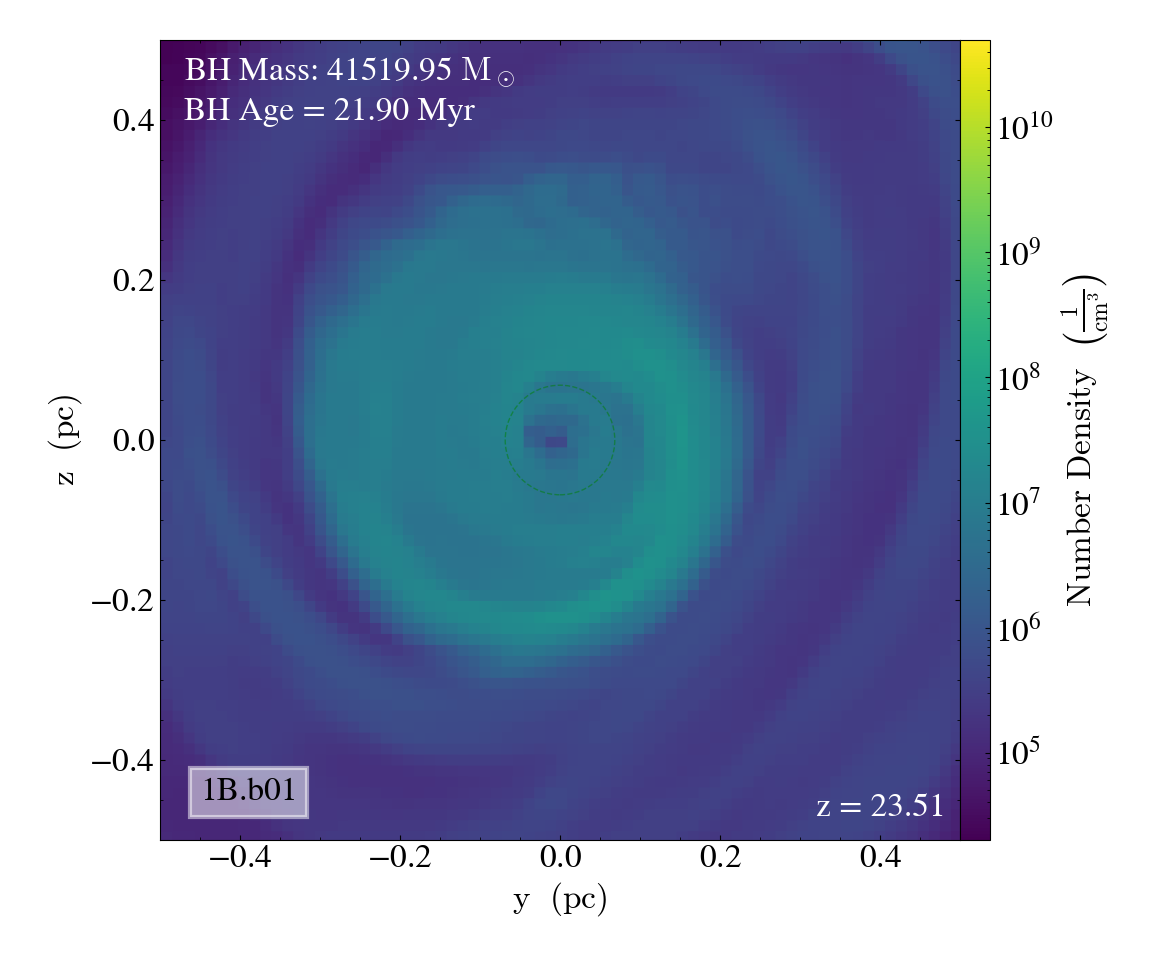 BH Mass: 41519.95 M⊙
BH Age = 21.90 Myr
0.4
0.2
0.0
−0.2
−0.4
z (pc)
1B.b01
z = 23.51
−0.4 −0.2 0.0 0.2 0.4
y (pc)
10^10
10^9
10^8
10^7
10^6
10^5
Number Density (1/cm^3)